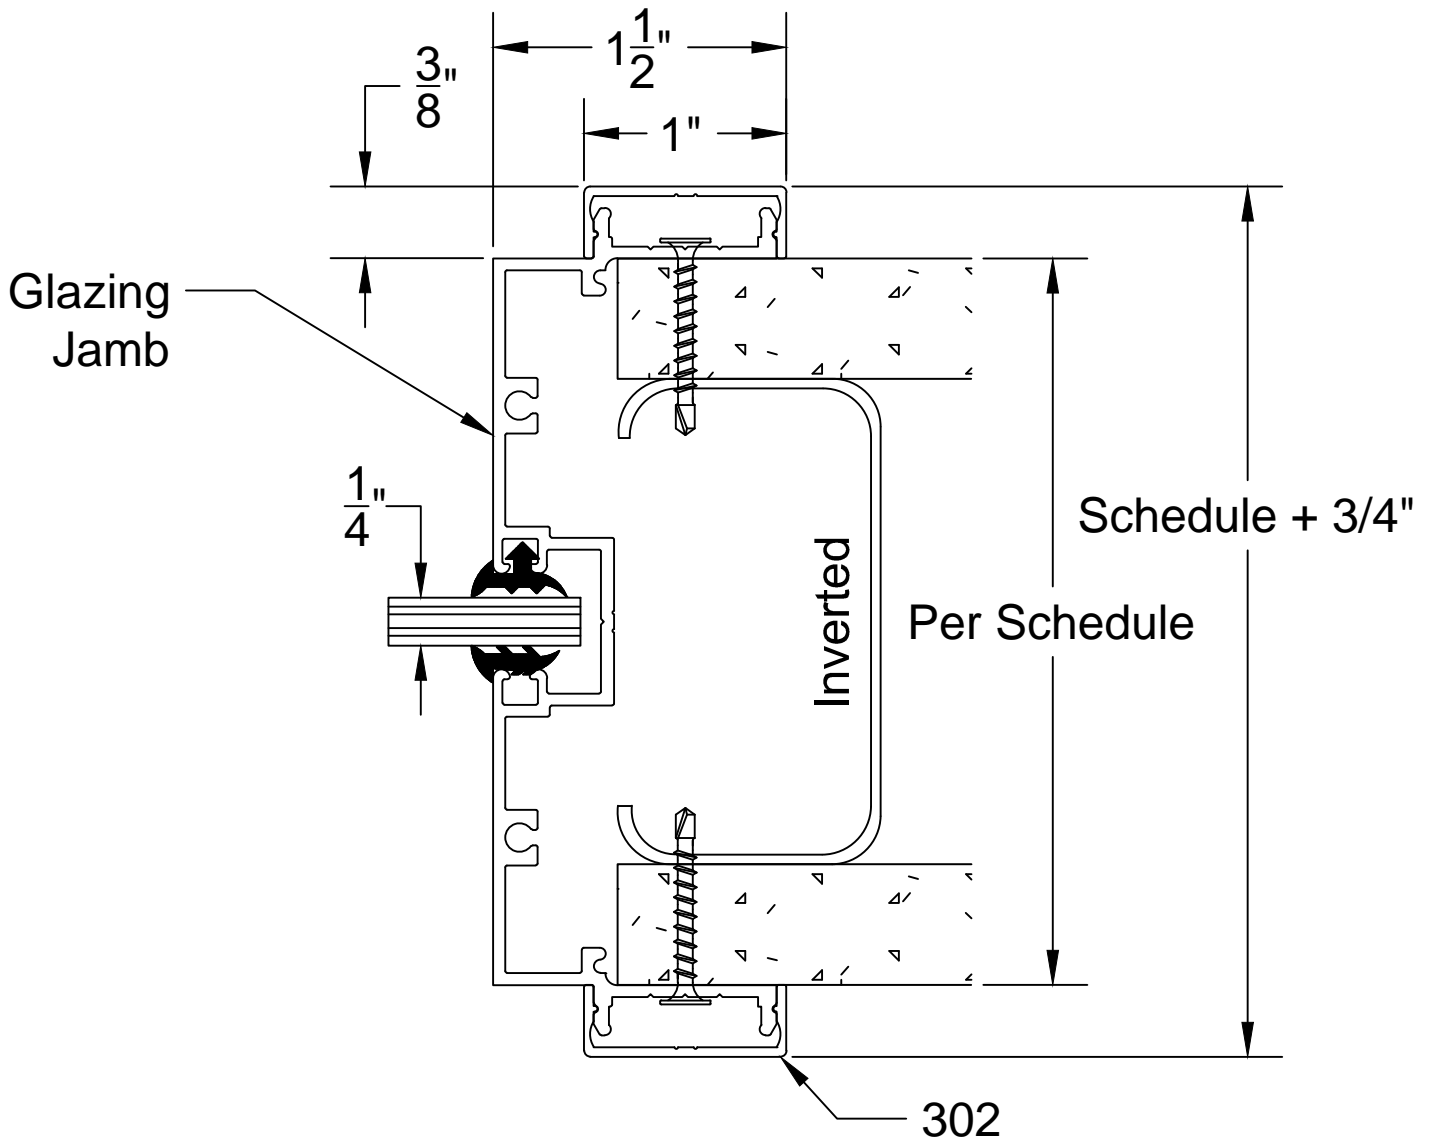 1 1/2"
3/8"
1"
Glazing
Jamb
1/4"
Schedule + 3/4"
Inverted
Per Schedule
302